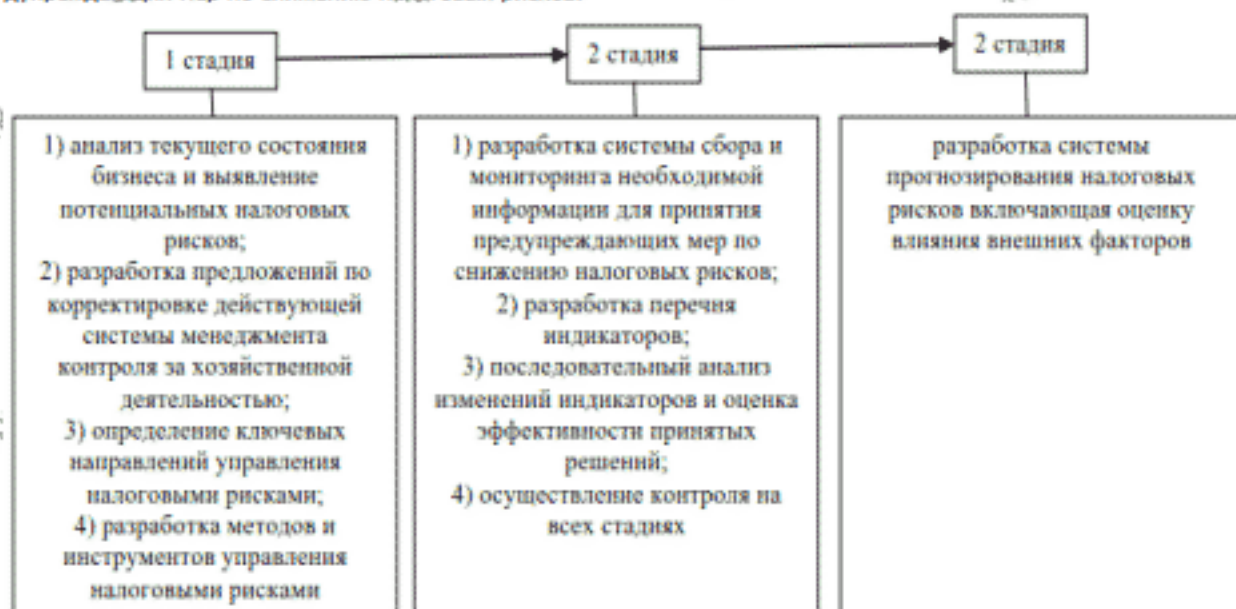 1 стадия
2 стадия
2 стадия
1) анализ текущего состояния
бизнеса и выявление
потенциальных налоговых
рисков;
2) разработка предложений по
корректировке действующей
системы менеджмента
контроля за хозяйственной
деятельностью;
3) определение ключевых
направлений управления
налоговыми рисками;
4) разработка методов и
инструментов управления
налоговыми рисками
1) разработка системы сбора и
мониторинга необходимой
информации для принятия
предупреждающих мер по
снижению налоговых рисков;
2) разработка перечня
индикаторов;
3) последовательный анализ
изменений индикаторов и оценка
эффективности принятых
решений;
4) осуществление контроля на
всех стадиях
разработка системы
прогнозирования налоговых
рисков включающая оценку
влияния внешних факторов